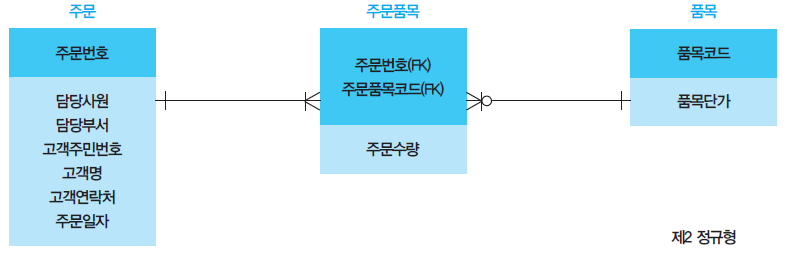 주문
주문번호
담당사원
담당부서
고객주민번호
고객명
고객연락처
주문일자
주문품목
주문번호(FK)
주문품목코드(FK)
주문수량
품목
품목코드
품목단가
제2 정규형